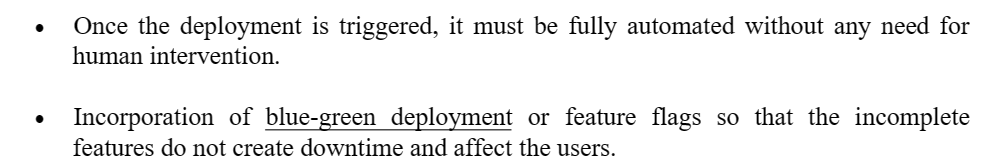 • Once the deployment is triggered, it must be fully automated without any need for
human intervention.
• Incorporation of blue-green deployment or feature flags so that the incomplete
features do not create downtime and affect the users.